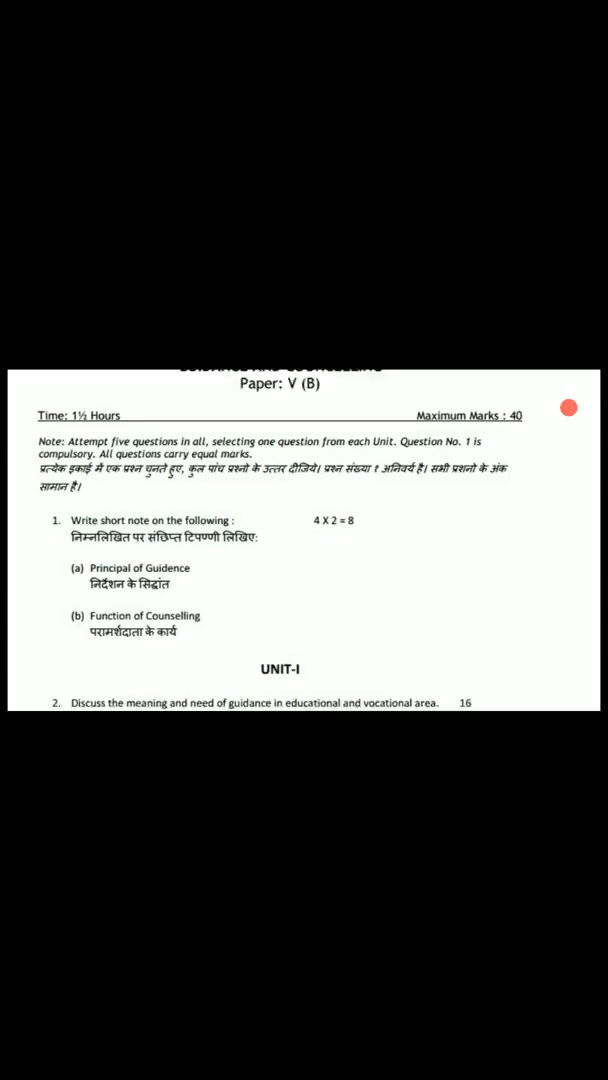 Paper: V (B)
Time: 1½ Hours Maximum Marks : 40
Note: Attempt five questions in all, selecting one question from each Unit. Question No. 1 is
compulsory. All questions carry equal marks.
प्रत्येक इकाई में एक प्रश्न चुनते हुए, कुल पांच प्रश्नो के उत्तर दीजिये। प्रश्न संख्या १ अनिवर्य है। सभी प्रशनो के अंक
सामान है।
1. Write short note on the following : 4 X 2 = 8
निम्नलिखित पर संछिप्त टिपण्णी लिखिए:
(a) Principal of Guidence
निर्देशन के सिद्धांत
(b) Function of Counselling
परामर्शदाता के कार्य
UNIT-I
2. Discuss the meaning and need of guidance in educational and vocational area. 16